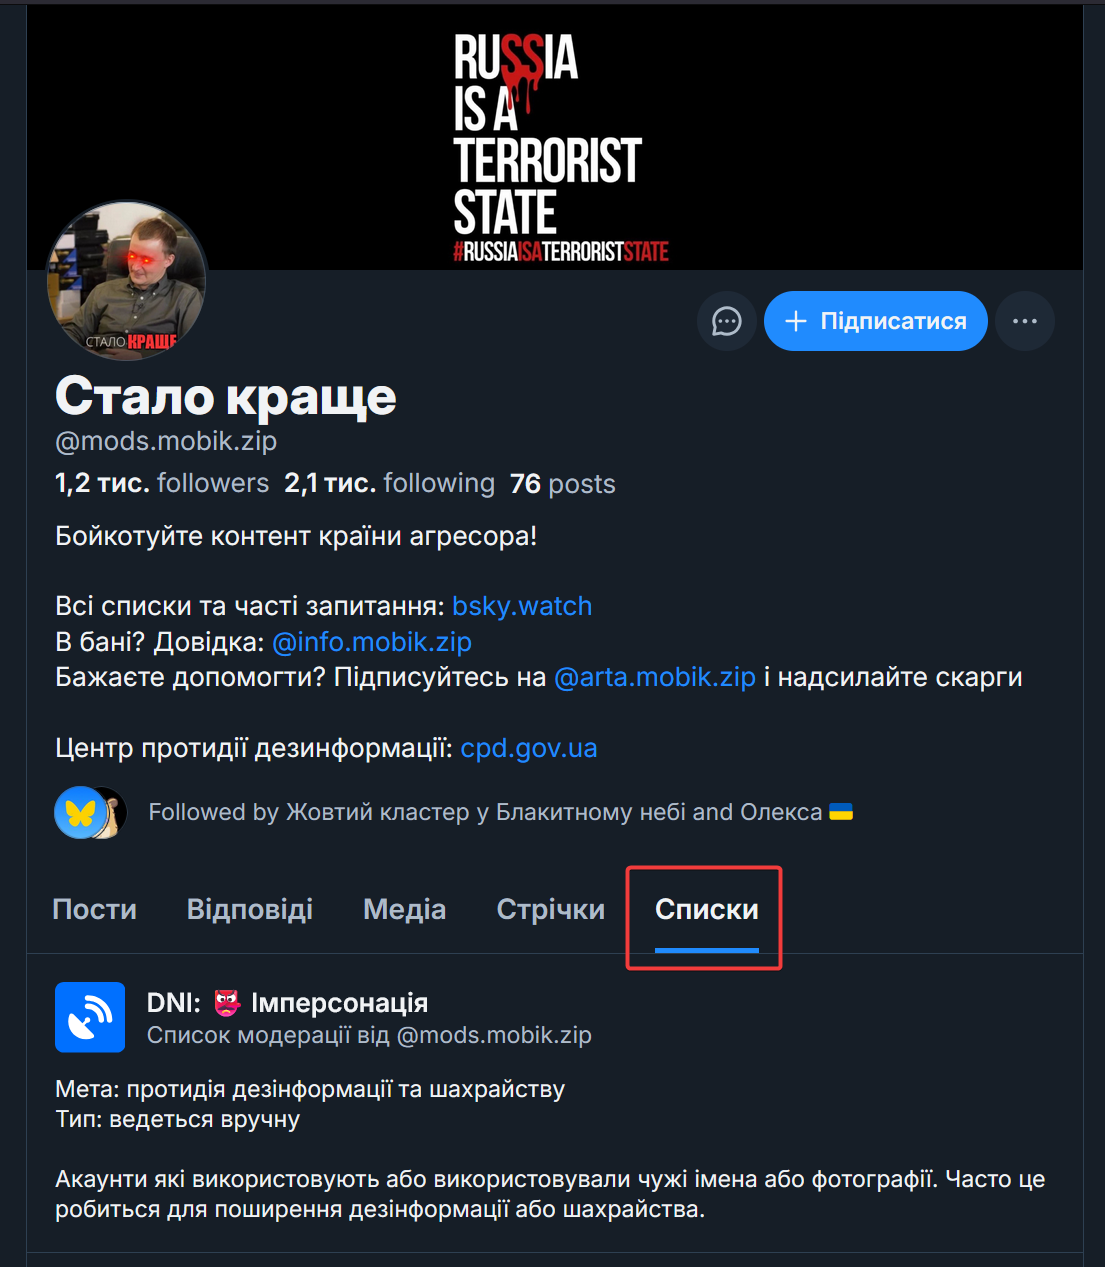 RUSSIA
IS A
TERRORIST
STATE
#RUSSIAISATERRORISTSTATE
СТАЛО КРАЩЕ
+ Підписатися
Стало краще
@mods.mobik.zip
1,2 тис. followers 2,1 тис. following 76 posts
Бойкотуйте контент країни агресора!
Всі списки та часті запитання: bsky.watch
В бані? Довідка: @info.mobik.zip
Бажаєте допомогти? Підписуйтесь на @arta.mobik.zip і надсилайте скарги
Центр протидії дезинформації: cpd.gov.ua
Followed by Жовтий кластер у Блакитному небі and Олекса 🇺🇦
Пости Відповіді Медіа Стрічки Списки
DNI: 👺 Імперсонація
Список модерації від @mods.mobik.zip
Мета: протидія дезінформації та шахрайству
Тип: ведеться вручну
Акаунти які використовують або використовували чужі імена або фотографії. Часто це
робиться для поширення дезінформації або шахрайства.